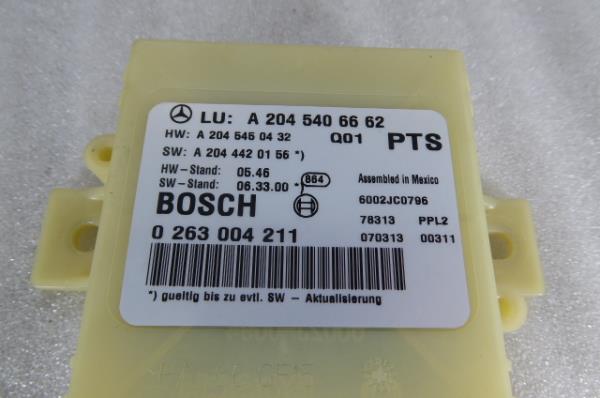 LU: A 204 540 66 62
HW: A 204 545 04 32 Q01 PTS
SW: A 204 442 01 56 *)
HW-Stand: 05.46
SW-Stand: 06.33.00 *)
864
Assembled in Mexico
BOSCH
6002JC0796
78313 PPL2
0 263 004 211
070313 00311
*) gueltig bis zu evtl. SW - Aktualisierung